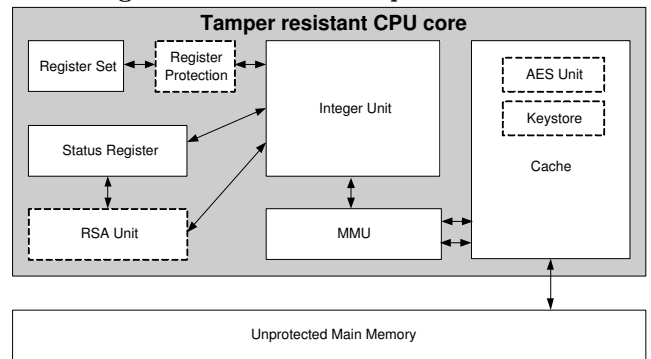 Tamper resistant CPU core
Register Set
Register
Protection
Integer Unit
AES Unit
Keystore
Cache
Status Register
RSA Unit
MMU
Unprotected Main Memory